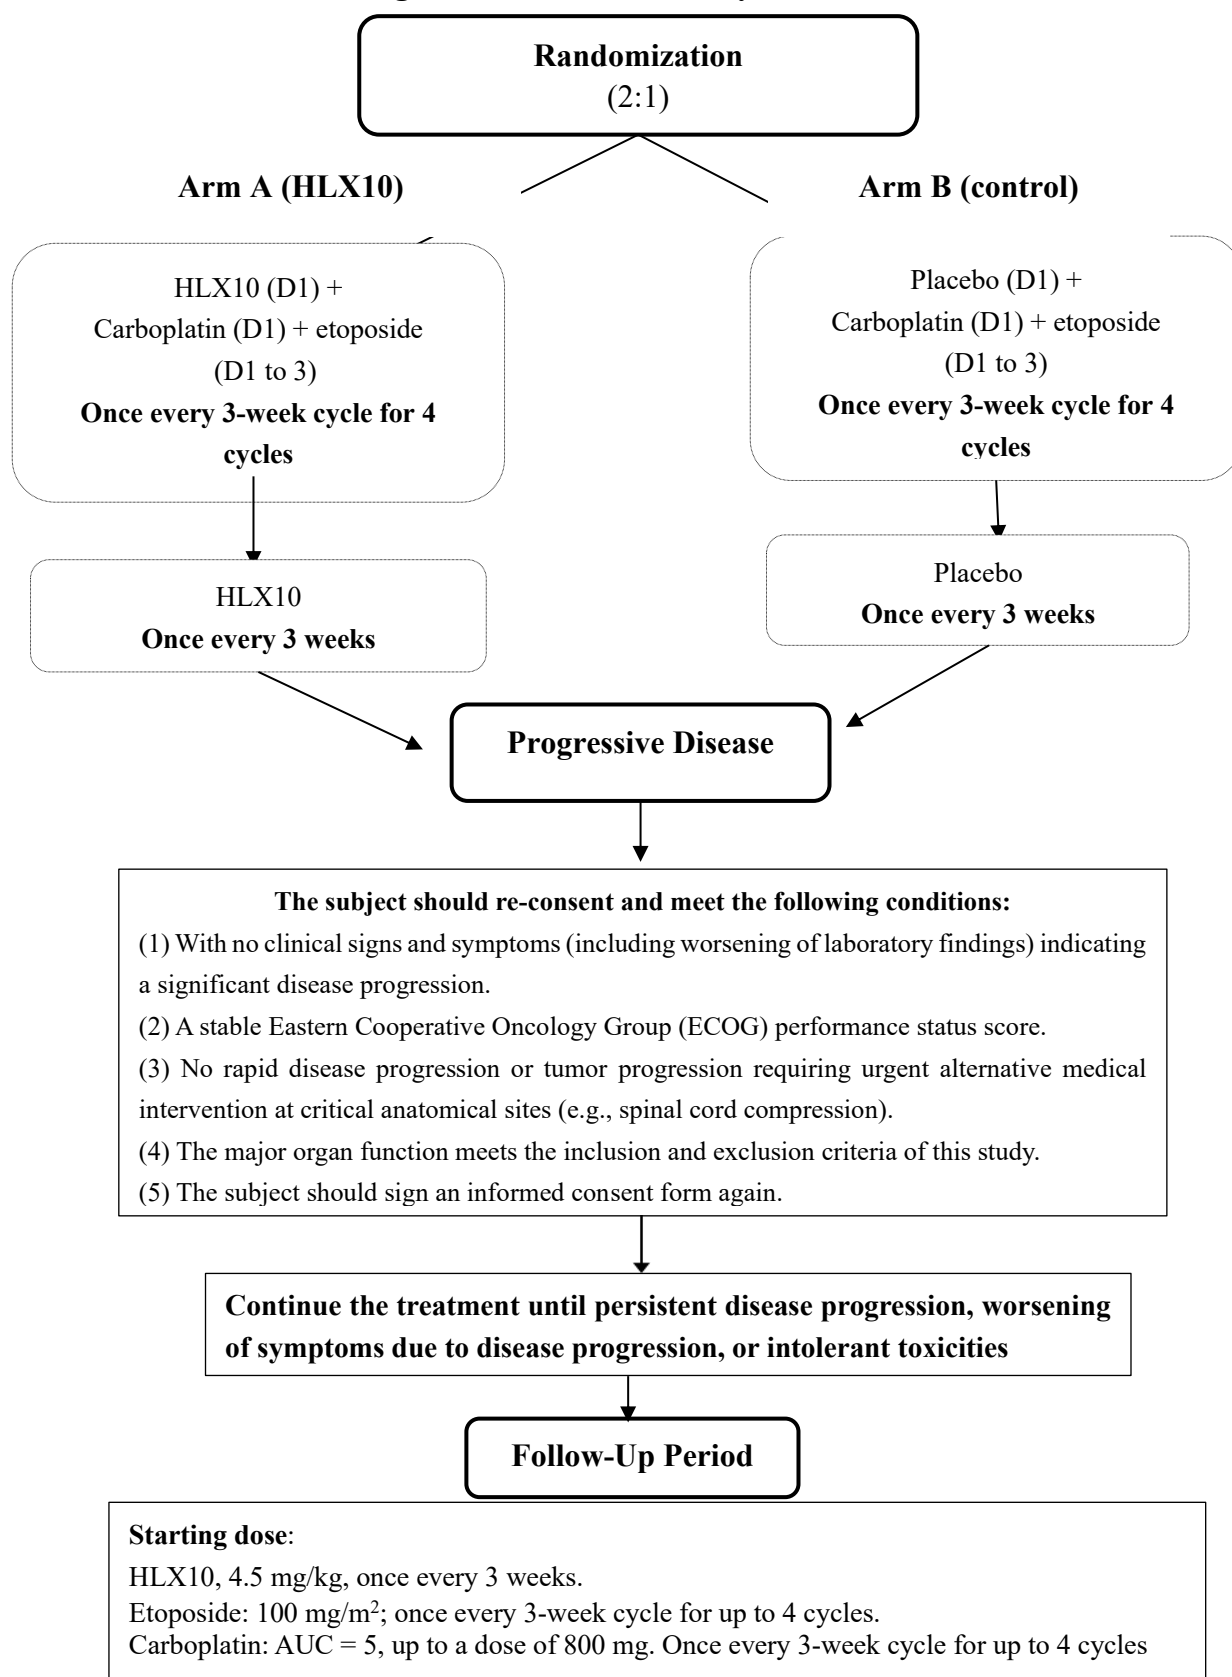 Randomization
(2:1)
Arm A (HLX10)
Arm B (control)
HLX10 (D1) +
Carboplatin (D1) + etoposide
(D1 to 3)
Once every 3-week cycle for 4
cycles
Placebo (D1) +
Carboplatin (D1) + etoposide
(D1 to 3)
Once every 3-week cycle for 4
cycles
HLX10
Once every 3 weeks
Placebo
Once every 3 weeks
Progressive Disease
The subject should re-consent and meet the following conditions:
(1) With no clinical signs and symptoms (including worsening of laboratory findings) indicating
a significant disease progression.
(2) A stable Eastern Cooperative Oncology Group (ECOG) performance status score.
(3) No rapid disease progression or tumor progression requiring urgent alternative medical
intervention at critical anatomical sites (e.g., spinal cord compression).
(4) The major organ function meets the inclusion and exclusion criteria of this study.
(5) The subject should sign an informed consent form again.
Continue the treatment until persistent disease progression, worsening
of symptoms due to disease progression, or intolerant toxicities
Follow-Up Period
Starting dose:
HLX10, 4.5 mg/kg, once every 3 weeks.
Etoposide: 100 mg/m²; once every 3-week cycle for up to 4 cycles.
Carboplatin: AUC = 5, up to a dose of 800 mg. Once every 3-week cycle for up to 4 cycles